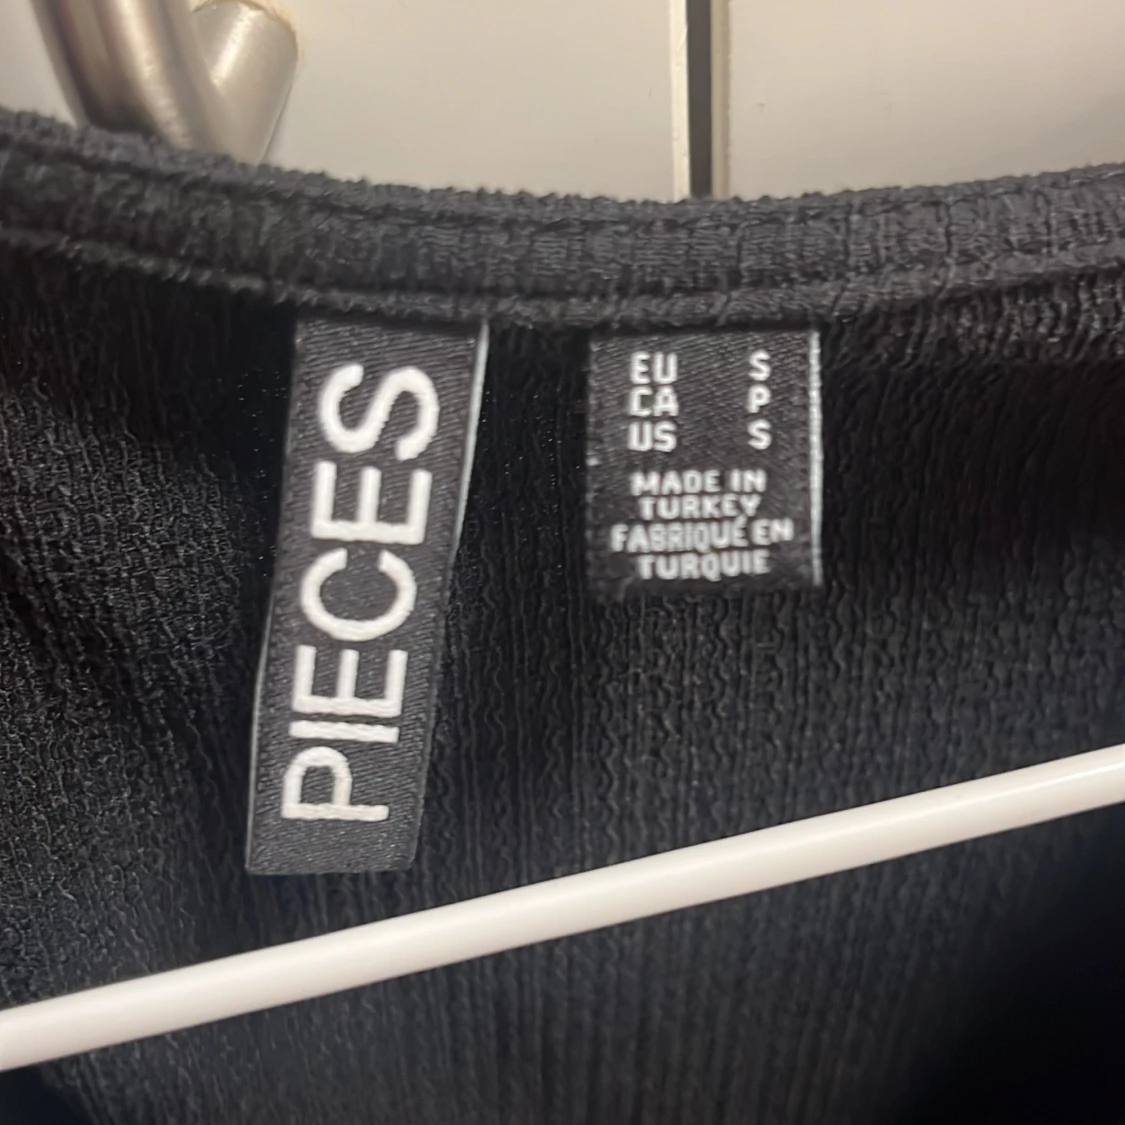 PIECES
EU S
CA P
US S
MADE IN
TURKEY
FABRIQUÉ EN
TURQUIE